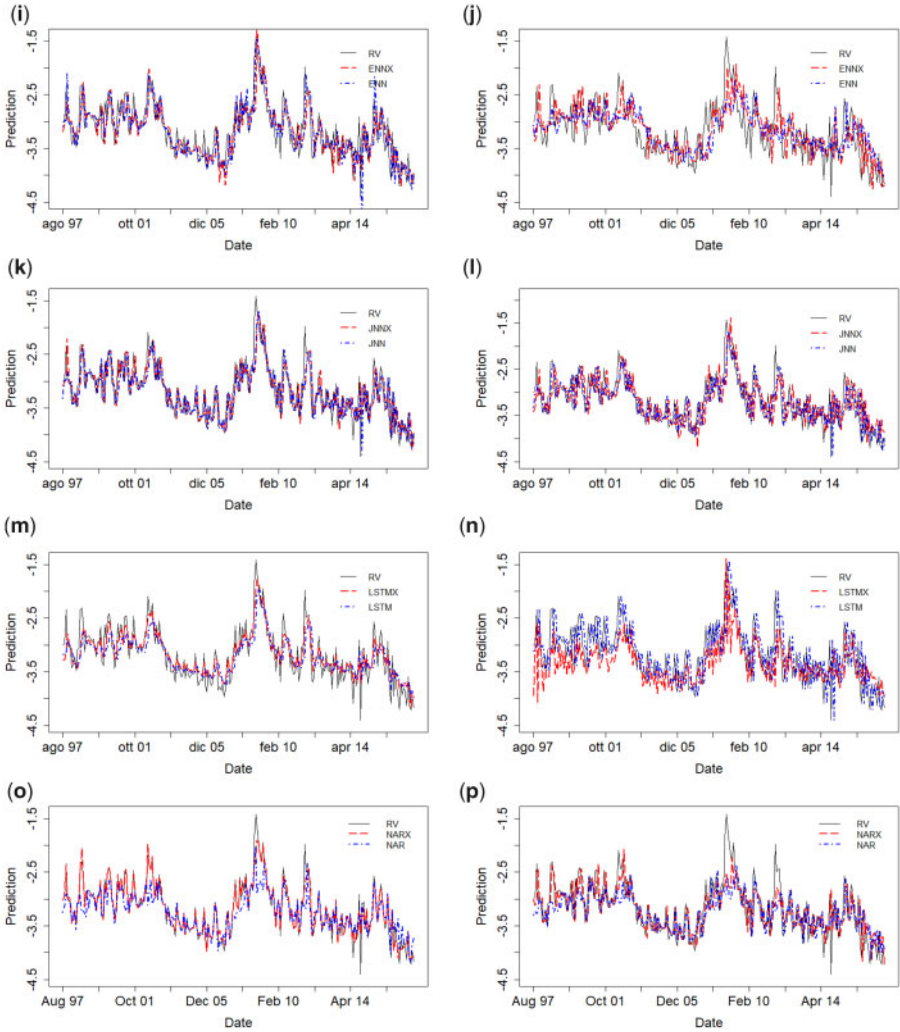 (i)
-1.5
-2.5
-3.5
-4.5
Prediction
RV
ENNX
ENN
ago 97
ott 01
dic 05
feb 10
apr 14
Date
(j)
-1.5
-2.5
-3.5
-4.5
Prediction
RV
ENNX
ENN
ago 97
ott 01
dic 05
feb 10
apr 14
Date
(k)
-1.5
-2.5
-3.5
-4.5
Prediction
RV
JNNX
JNN
ago 97
ott 01
dic 05
feb 10
apr 14
Date
(l)
-1.5
-2.5
-3.5
-4.5
Prediction
RV
JNNX
JNN
ago 97
ott 01
dic 05
feb 10
apr 14
Date
(m)
-1.5
-2.5
-3.5
-4.5
Prediction
RV
LSTMX
LSTM
ago 97
ott 01
dic 05
feb 10
apr 14
Date
(n)
-1.5
-2.5
-3.5
-4.5
Prediction
RV
LSTMX
LSTM
ago 97
ott 01
dic 05
feb 10
apr 14
Date
(o)
-1.5
-2.5
-3.5
-4.5
Prediction
RV
NARX
NAR
Aug 97
Oct 01
Dec 05
Feb 10
Apr 14
Date
(p)
-1.5
-2.5
-3.5
-4.5
Prediction
RV
NARX
NAR
Aug 97
Oct 01
Dec 05
Feb 10
Apr 14
Date